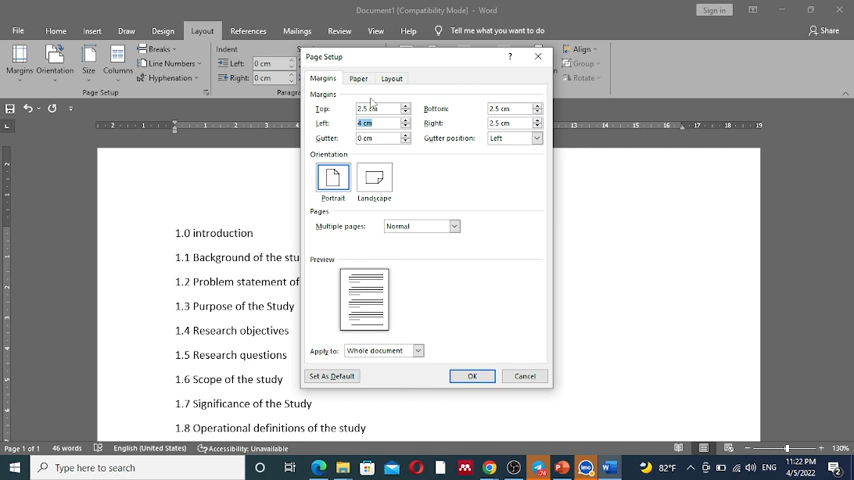 Document1 [Compatibility Mode] - Word
Sign in
File Home Insert Draw Design Layout References Mailings Review View Help Tell me what you want to do Share
Margins Orientation Size Columns
Breaks
Line Numbers
Hyphenation
Page Setup
Indent
Left: 0 cm
Right: 0 cm
Align
Group
Rotate
Page Setup
Margins Paper Layout
Margins
Top: 2.5 cm Bottom: 2.5 cm
Left: 4 cm Right: 2.5 cm
Gutter: 0 cm Gutter position: Left
Orientation
Portrait Landscape
Pages
Multiple pages: Normal
Preview
Apply to: Whole document
Set As Default OK Cancel
1.0 introduction
1.1 Background of the stu
1.2 Problem statement of
1.3 Purpose of the Study
1.4 Research objectives
1.5 Research questions
1.6 Scope of the study
1.7 Significance of the Study
1.8 Operational definitions of the study
Page 1 of 1 46 words English (United States) Accessibility: Unavailable 130%
Type here to search
82°F
ENG
11:22 PM
4/5/2022
2